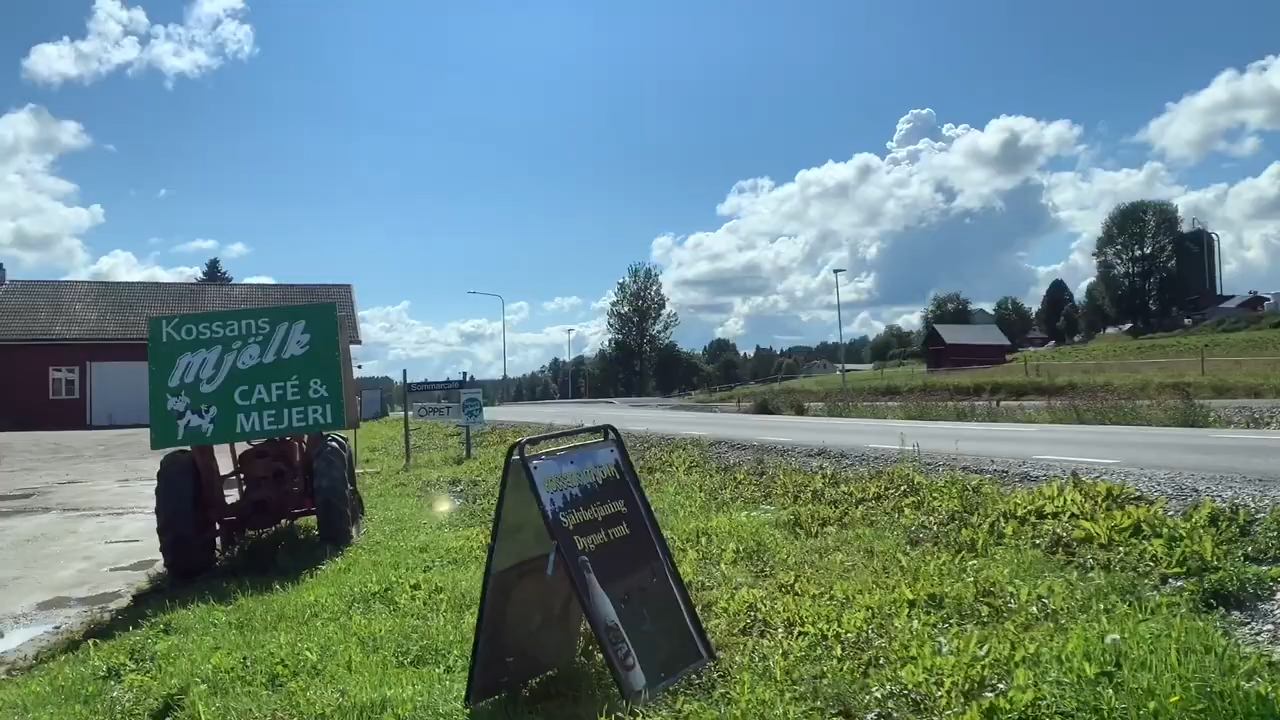 Kossans
Mjölk
CAFÉ &
MEJERI
Sommarcafé
ÖPPET
Självbetjäning
Dygnet runt